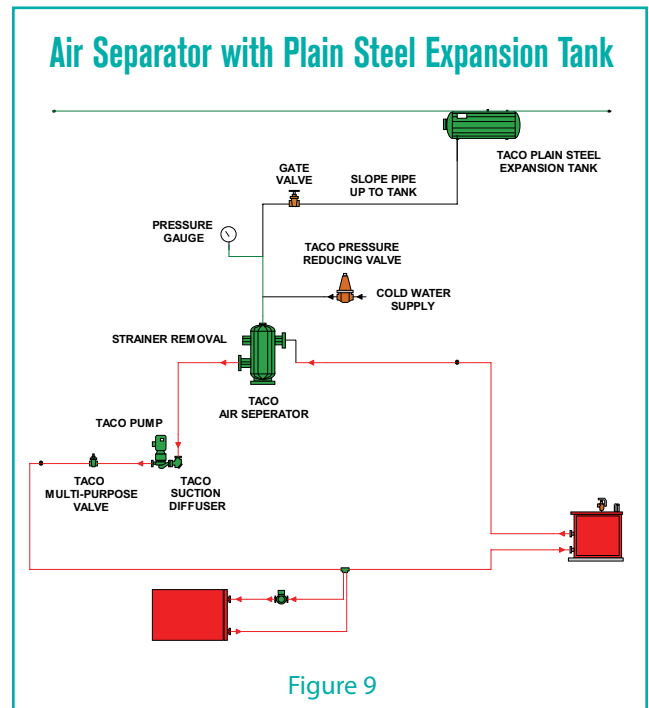 Air Separator with Plain Steel Expansion Tank
TACO PLAIN STEEL
EXPANSION TANK
GATE
VALVE
SLOPE PIPE
UP TO TANK
PRESSURE
GAUGE
TACO PRESSURE
REDUCING VALVE
COLD WATER
SUPPLY
STRAINER REMOVAL
TACO
AIR SEPERATOR
TACO PUMP
TACO
MULTI-PURPOSE
VALVE
TACO
SUCTION
DIFFUSER
Figure 9